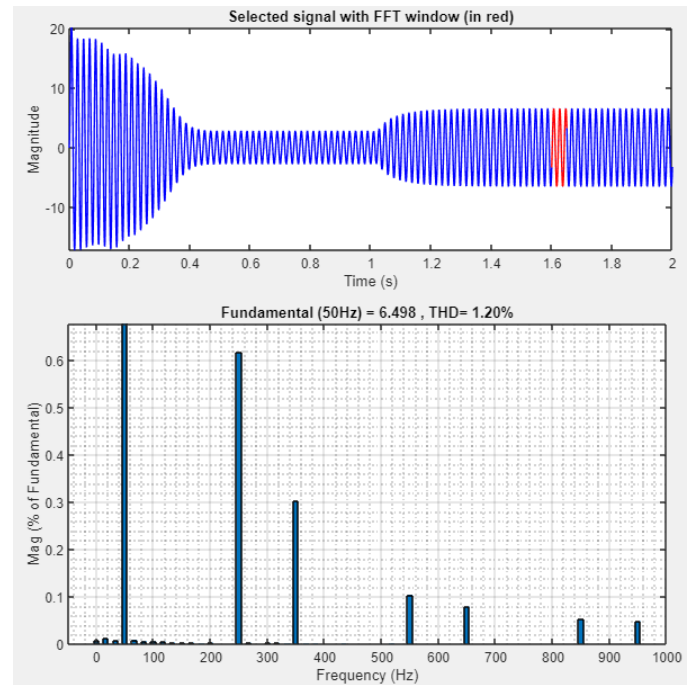 Selected signal with FFT window (in red)
20
10
0
-10
Magnitude
0 0.2 0.4 0.6 0.8 1 1.2 1.4 1.6 1.8 2
Time (s)
Fundamental (50Hz) = 6.498 , THD= 1.20%
0.6
0.5
0.4
0.3
0.2
0.1
0
Mag (% of Fundamental)
0 100 200 300 400 500 600 700 800 900 1000
Frequency (Hz)